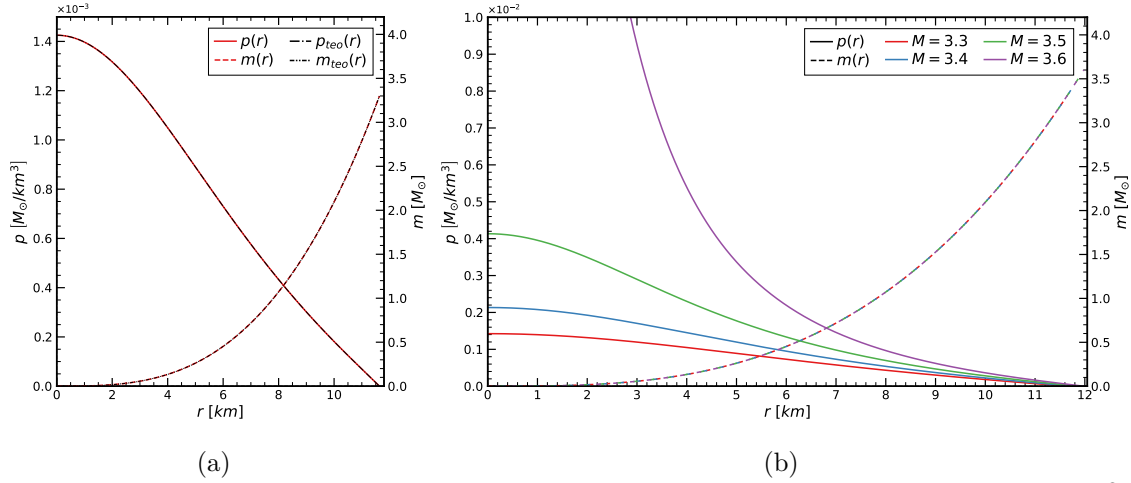 ×10⁻³
p(r) p_teo(r)
m(r) m_teo(r)
1.4
1.2
1.0
0.8
0.6
0.4
0.2
0.0
p [M⊙/km³]
0 2 4 6 8 10
r [km]
4.0
3.5
3.0
2.5
2.0
1.5
1.0
0.5
0.0
m [M⊙]
(a)
×10⁻²
p(r) M = 3.3 M = 3.5
m(r) M = 3.4 M = 3.6
1.0
0.9
0.8
0.7
0.6
0.5
0.4
0.3
0.2
0.1
0.0
p [M⊙/km³]
0 1 2 3 4 5 6 7 8 9 10 11 12
r [km]
4.0
3.5
3.0
2.5
2.0
1.5
1.0
0.5
0.0
m [M⊙]
(b)